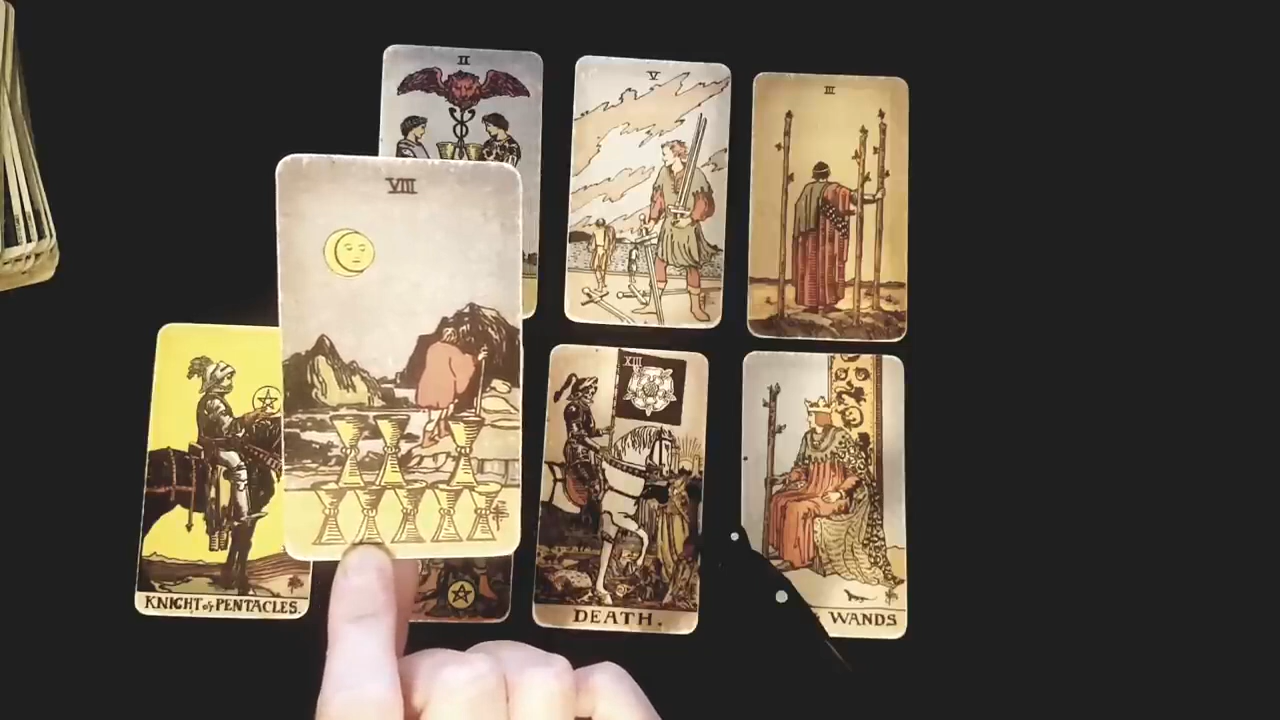 II
V
III
VIII
XIII
KNIGHT of PENTACLES.
DEATH.
WANDS